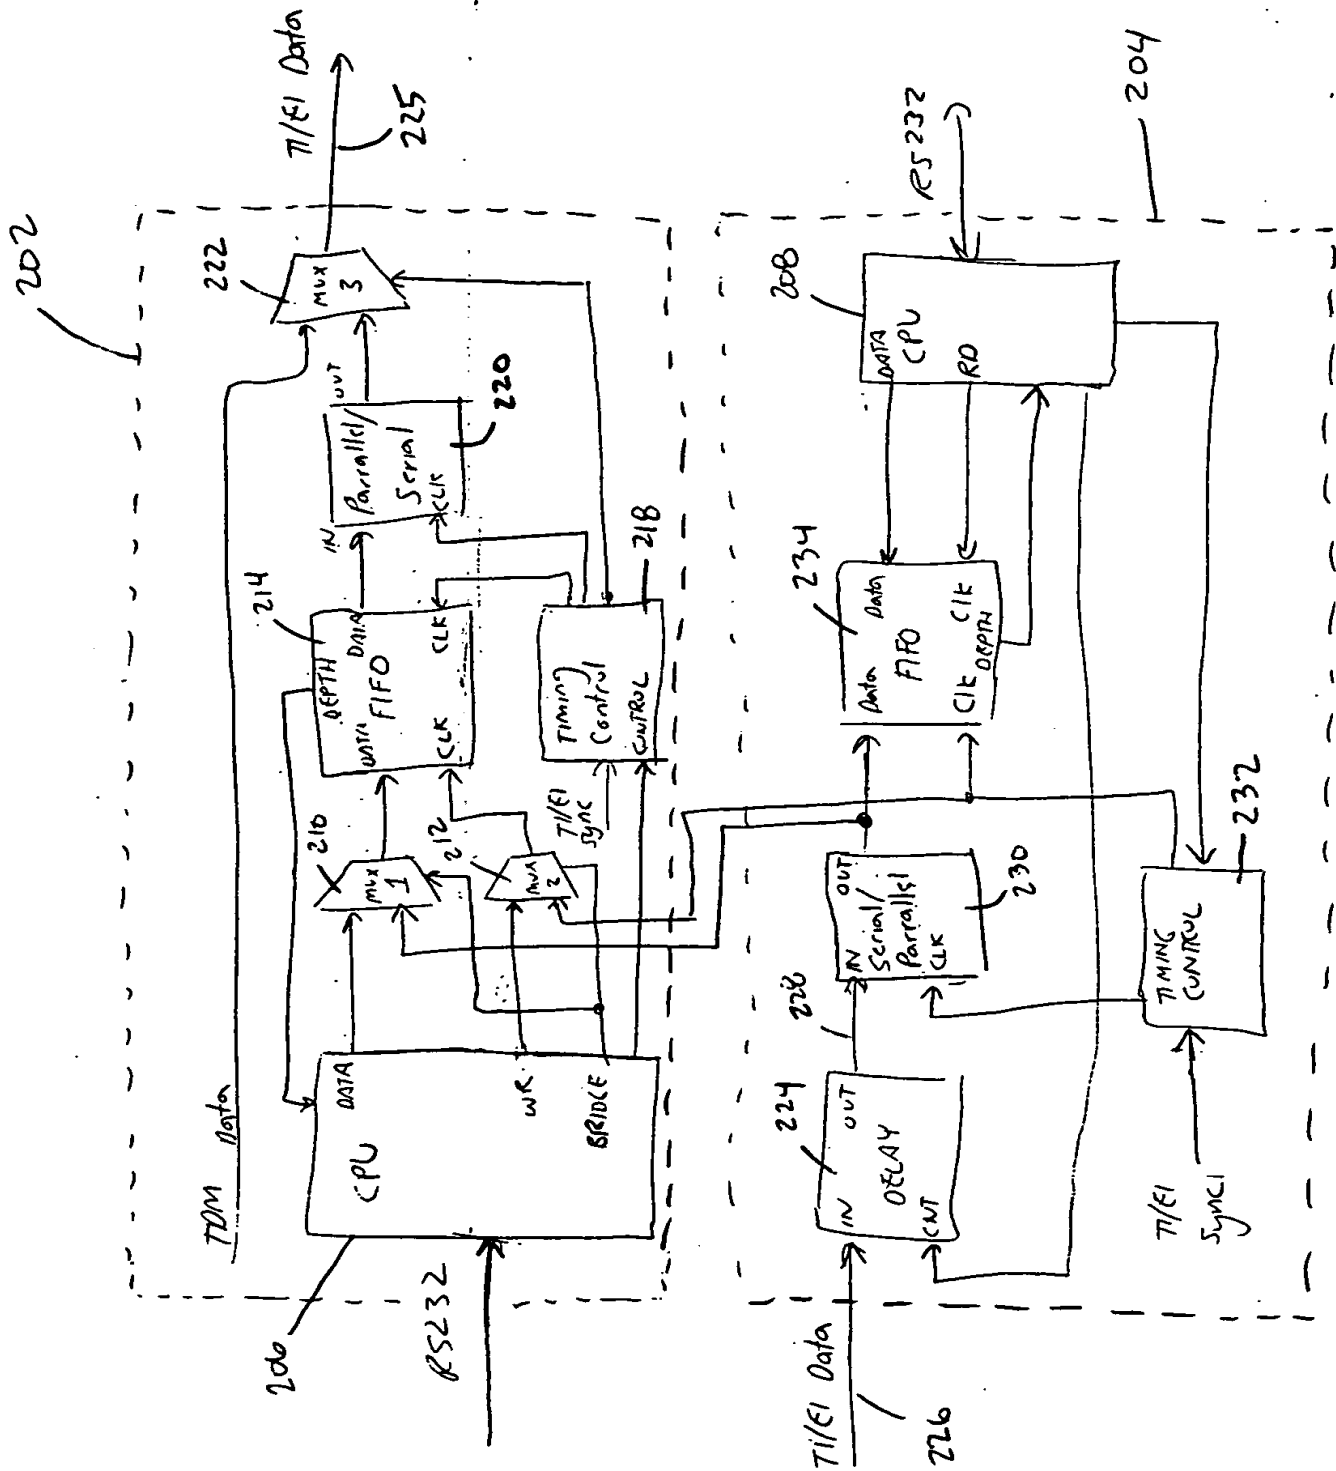 202
TDM Data
222
MUX
3
T1/E1 Data
225
214
DEPTH
DATA
DATA
FIFO
CLK
CLK
IN
OUT
Parrallel/
Serial
CLK
220
210
MUX
1
212
MUX
2
T1/E1
Sync
TIMING
Control
CONTROL
218
CPU
DATA
WR
BRIDGE
206
RS232
204
T1/E1 Data
226
224
IN
OUT
DELAY
CNT
228
IN
OUT
Serial/
Parrallel
CLK
230
234
Data
Data
FIFO
Clk
Clk
DEPTH
208
DATA
CPU
RD
RS232
T1/E1
Sync1
TIMING
CONTROL
232